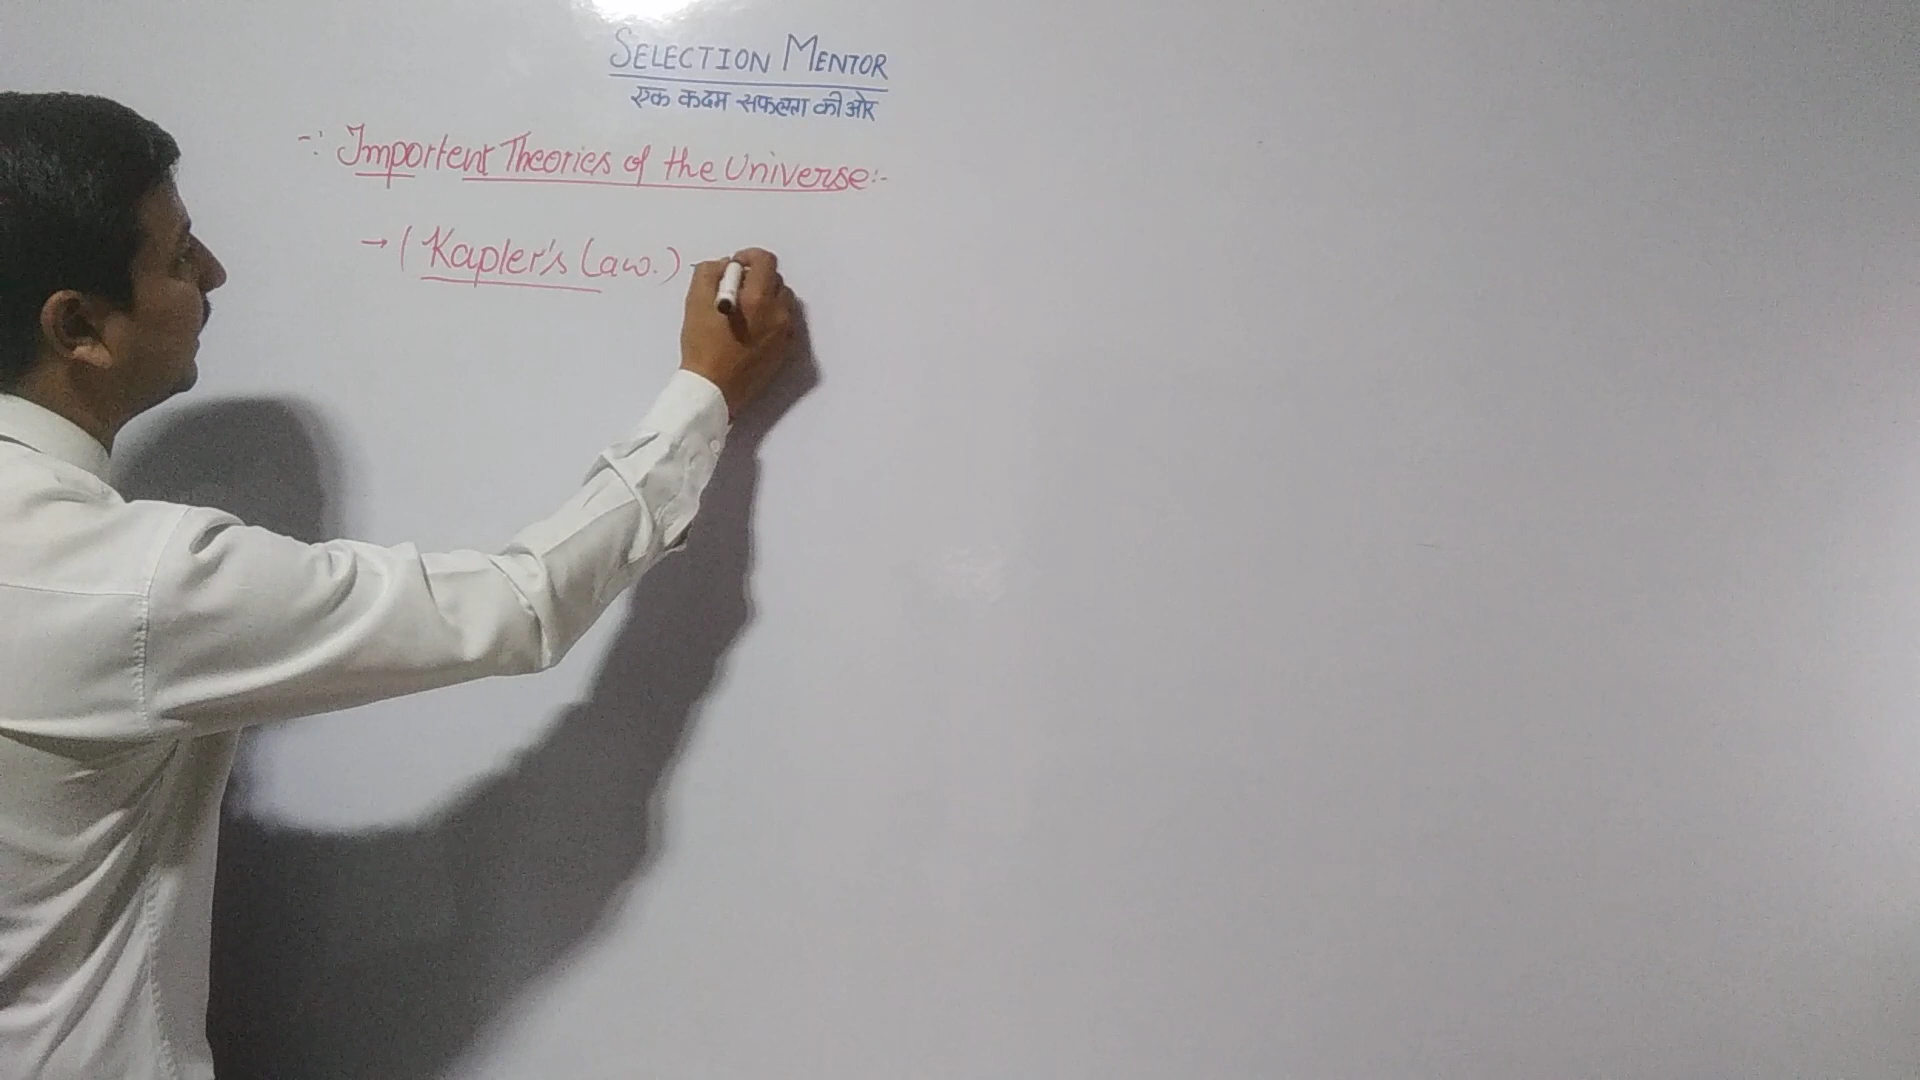 SELECTION MENTOR
एक कदम सफलता की ओर
-: Importent Theories of the Universe:-
→ (Kapler's Law.) -